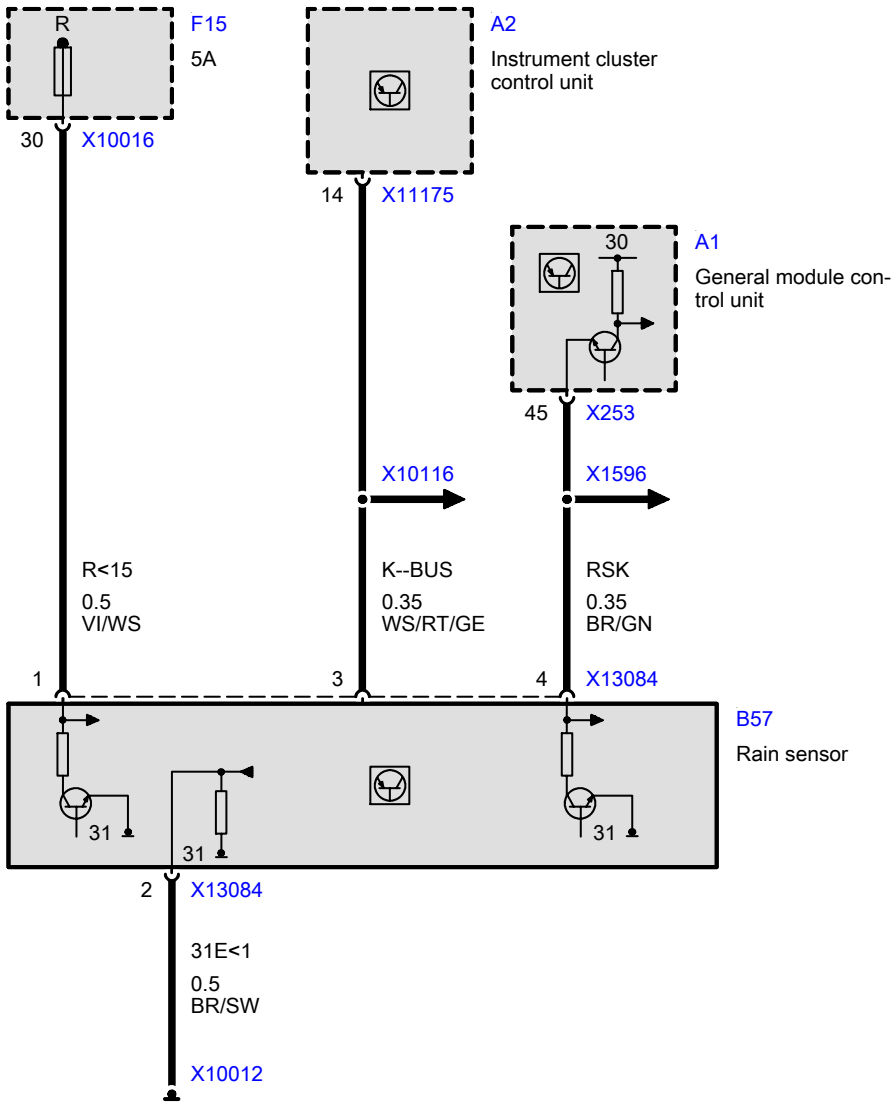 R
F15
5A
30
X10016
A2
Instrument cluster
control unit
14
X11175
30
A1
General module con-
trol unit
45
X253
X10116
X1596
R<15
0.5
VI/WS
K--BUS
0.35
WS/RT/GE
RSK
0.35
BR/GN
1
3
4
X13084
B57
Rain sensor
31
31
31
2
X13084
31E<1
0.5
BR/SW
X10012